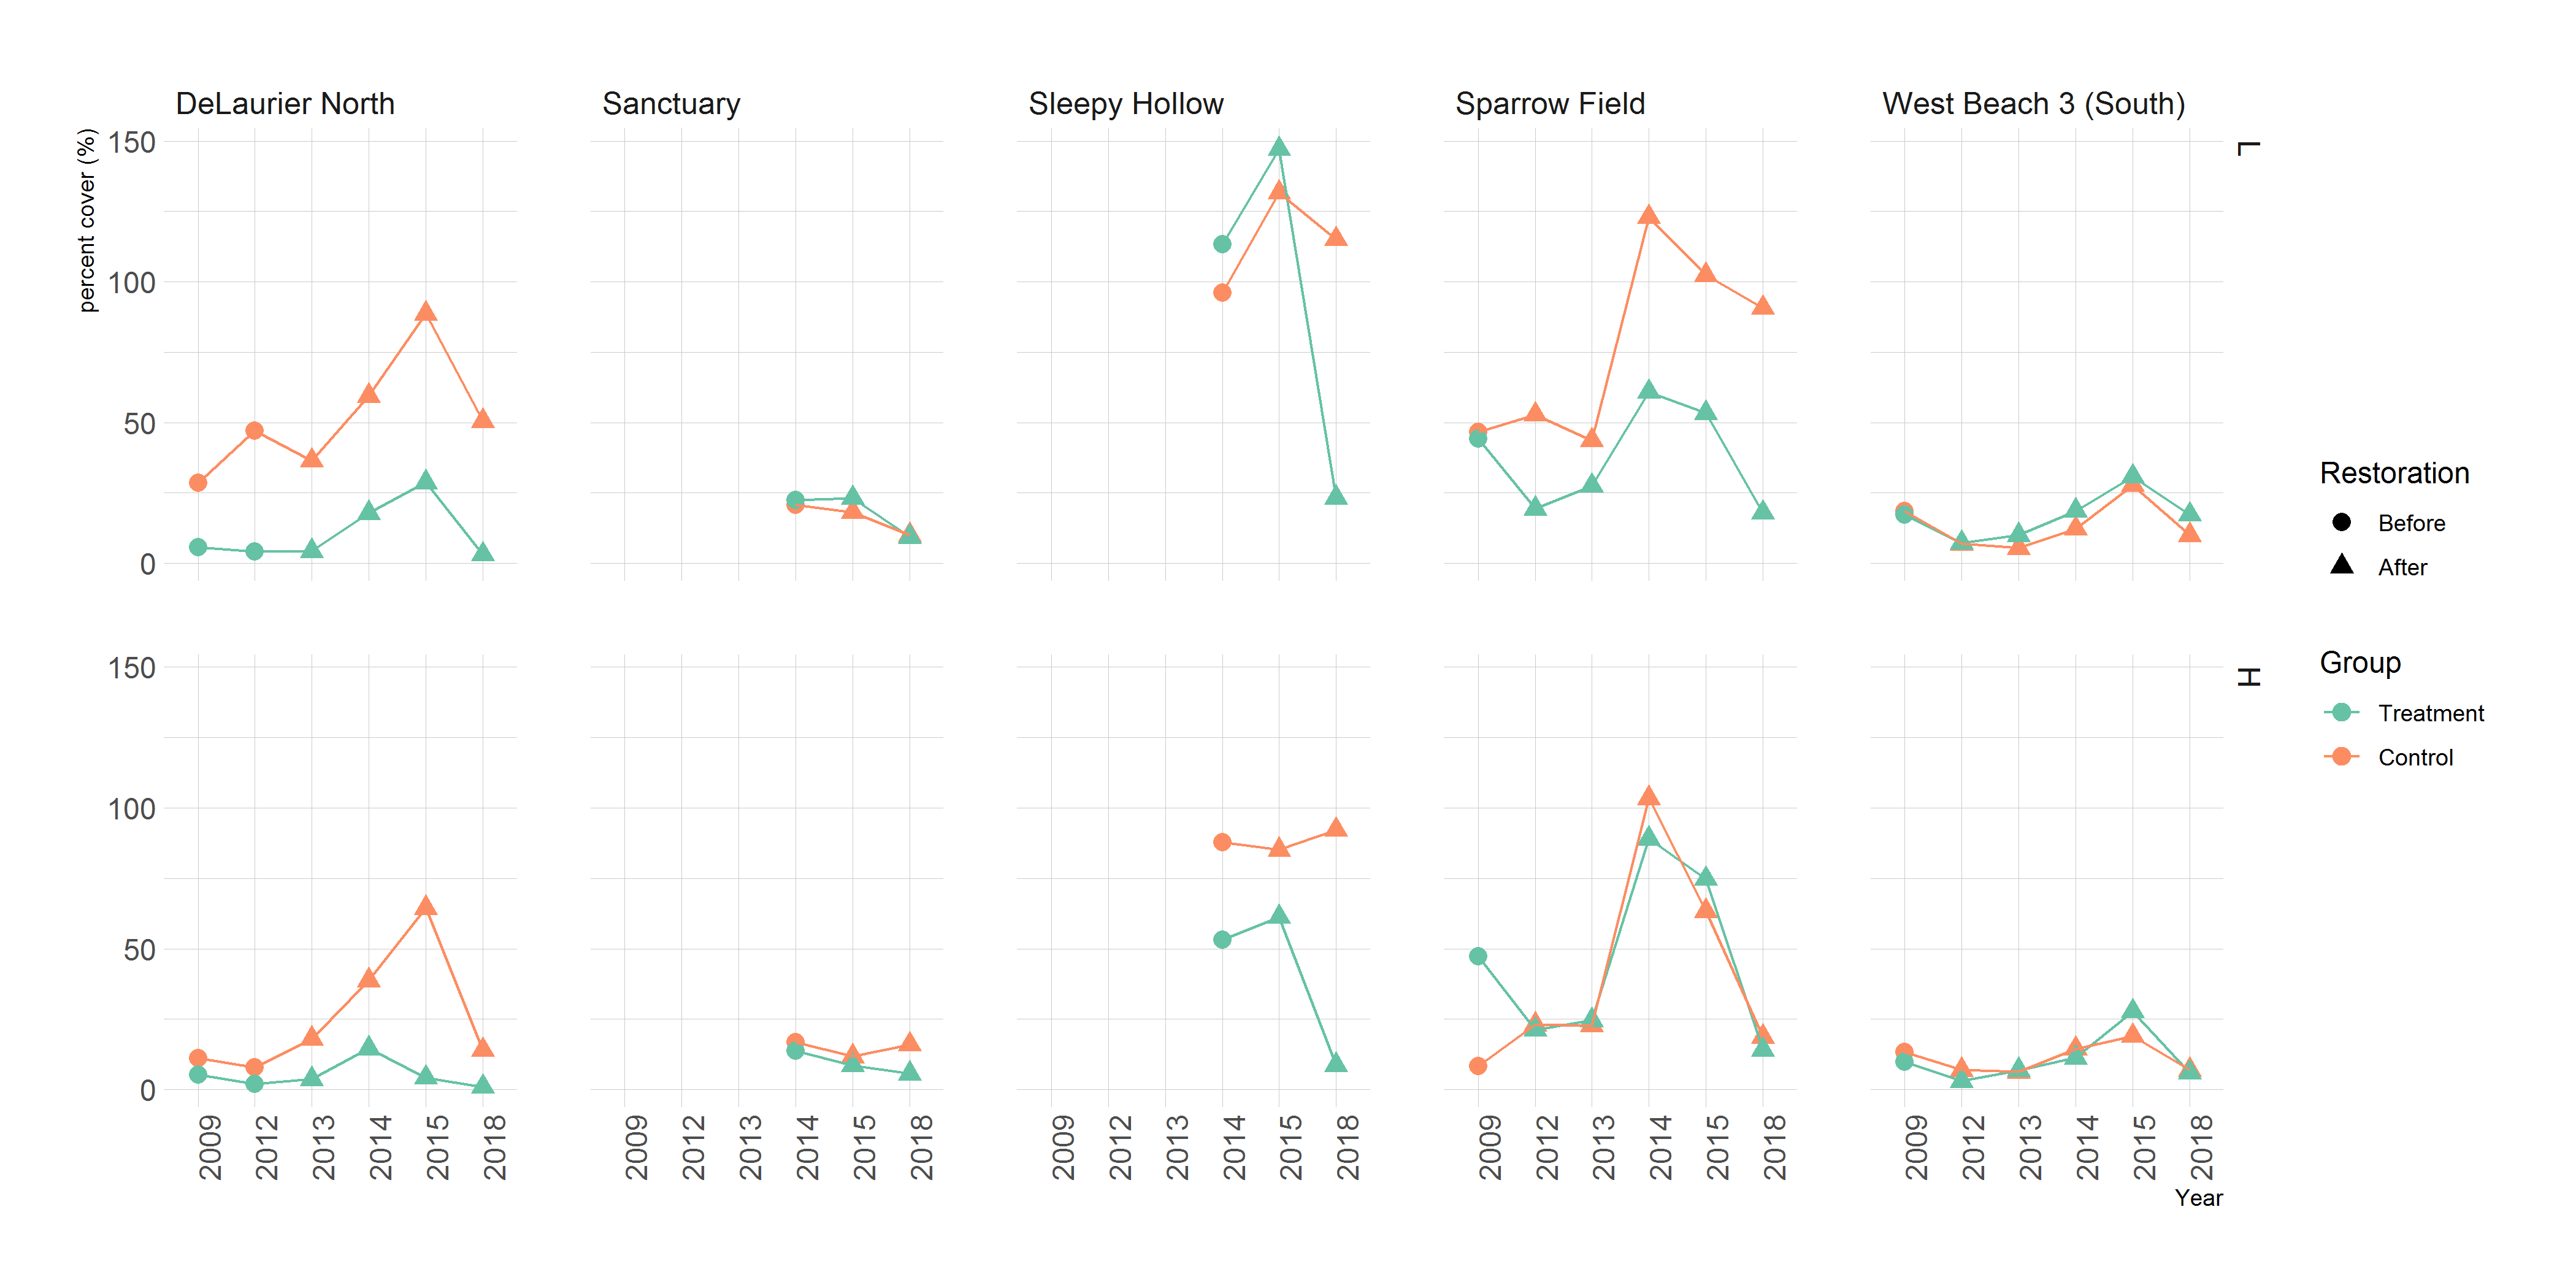 DeLaurier North
Sanctuary
Sleepy Hollow
Sparrow Field
West Beach 3 (South)
percent cover (%)
150
100
50
0
L
150
100
50
0
H
2009 2012 2013 2014 2015 2018
2009 2012 2013 2014 2015 2018
2009 2012 2013 2014 2015 2018
2009 2012 2013 2014 2015 2018
2009 2012 2013 2014 2015 2018
Year
Restoration
Before
After
Group
Treatment
Control